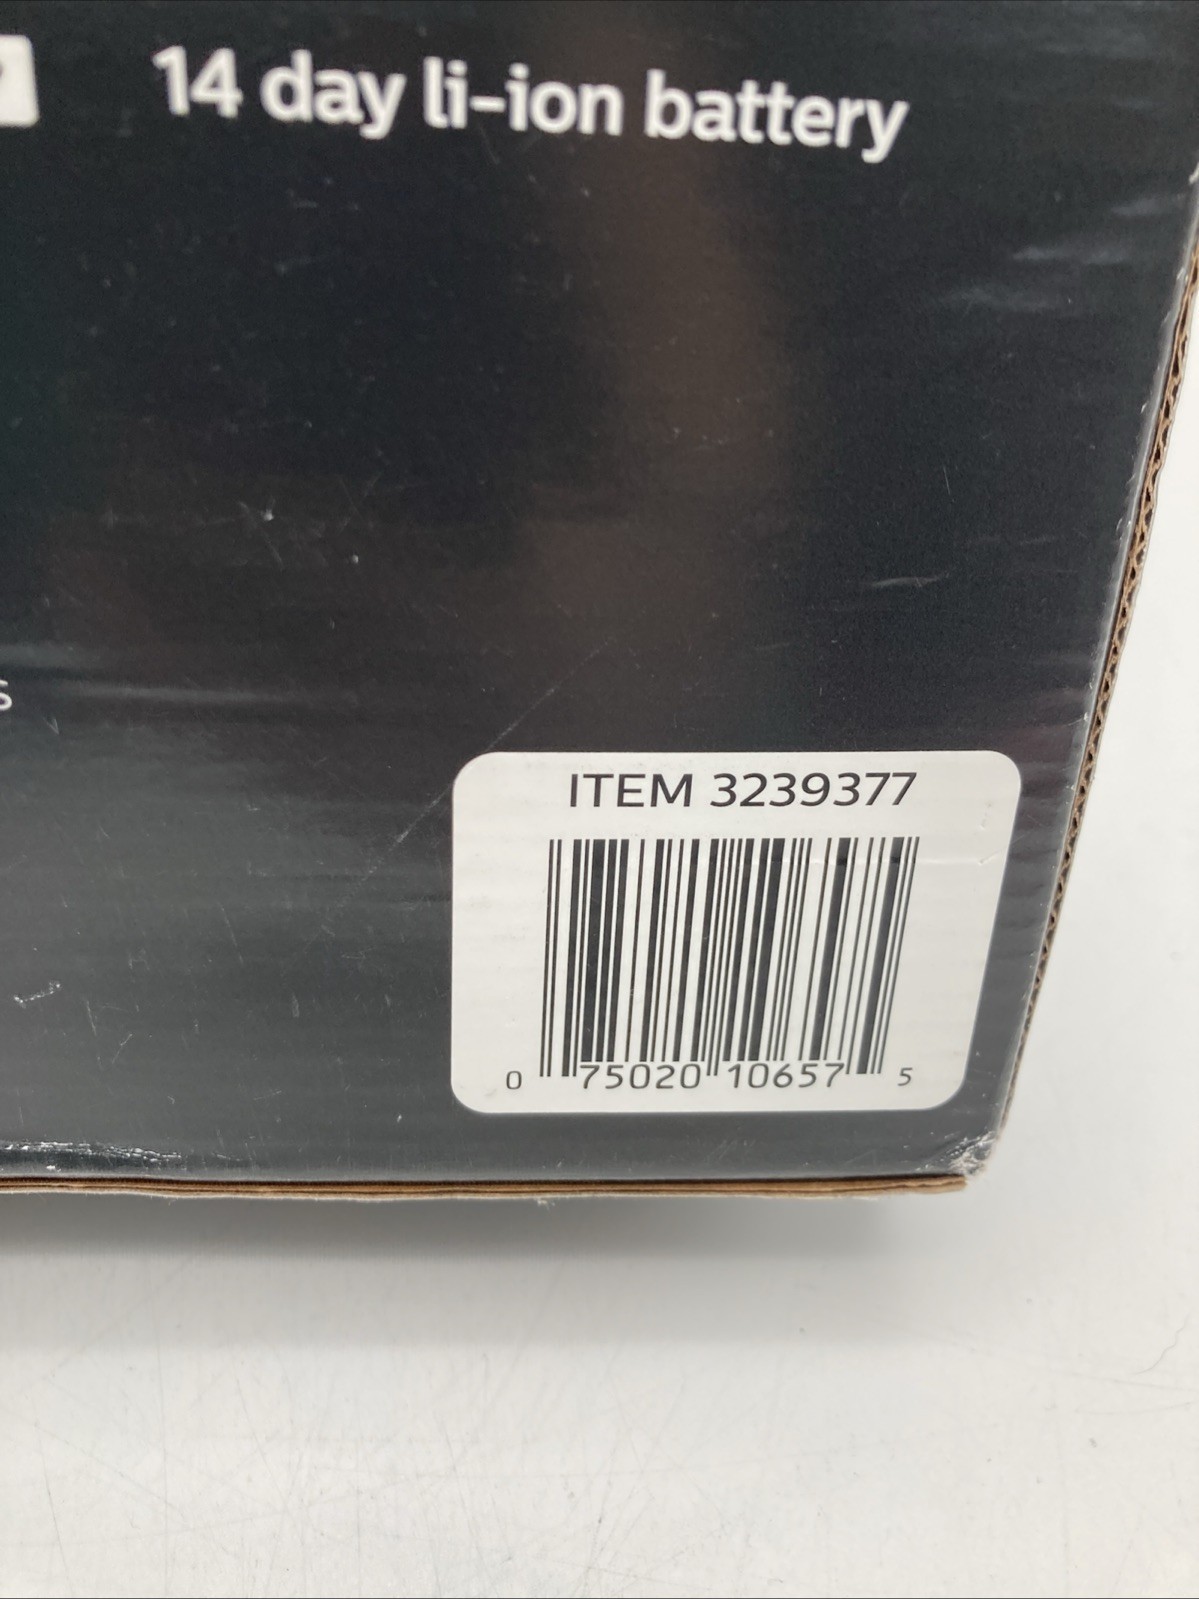 14 day li-ion battery
s
ITEM 3239377
0 75020 10657 5